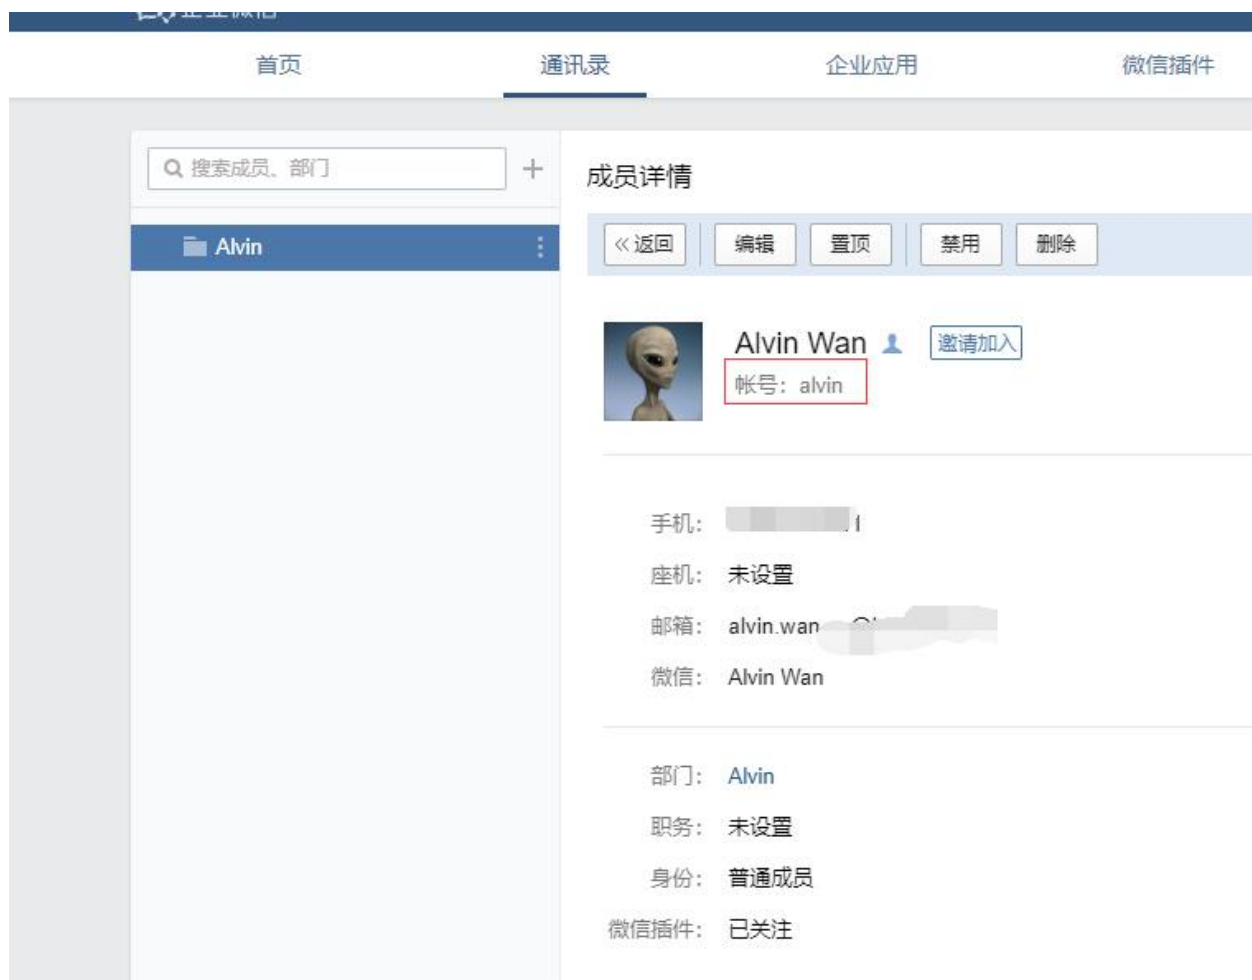 企业微信
首页 通讯录 企业应用 微信插件
搜索成员、部门
成员详情
Alvin
<<返回 编辑 置顶 禁用 删除
Alvin Wan 邀请加入
帐号：alvin
手机：
座机：未设置
邮箱：alvin.wan
微信：Alvin Wan
部门：Alvin
职务：未设置
身份：普通成员
微信插件：已关注